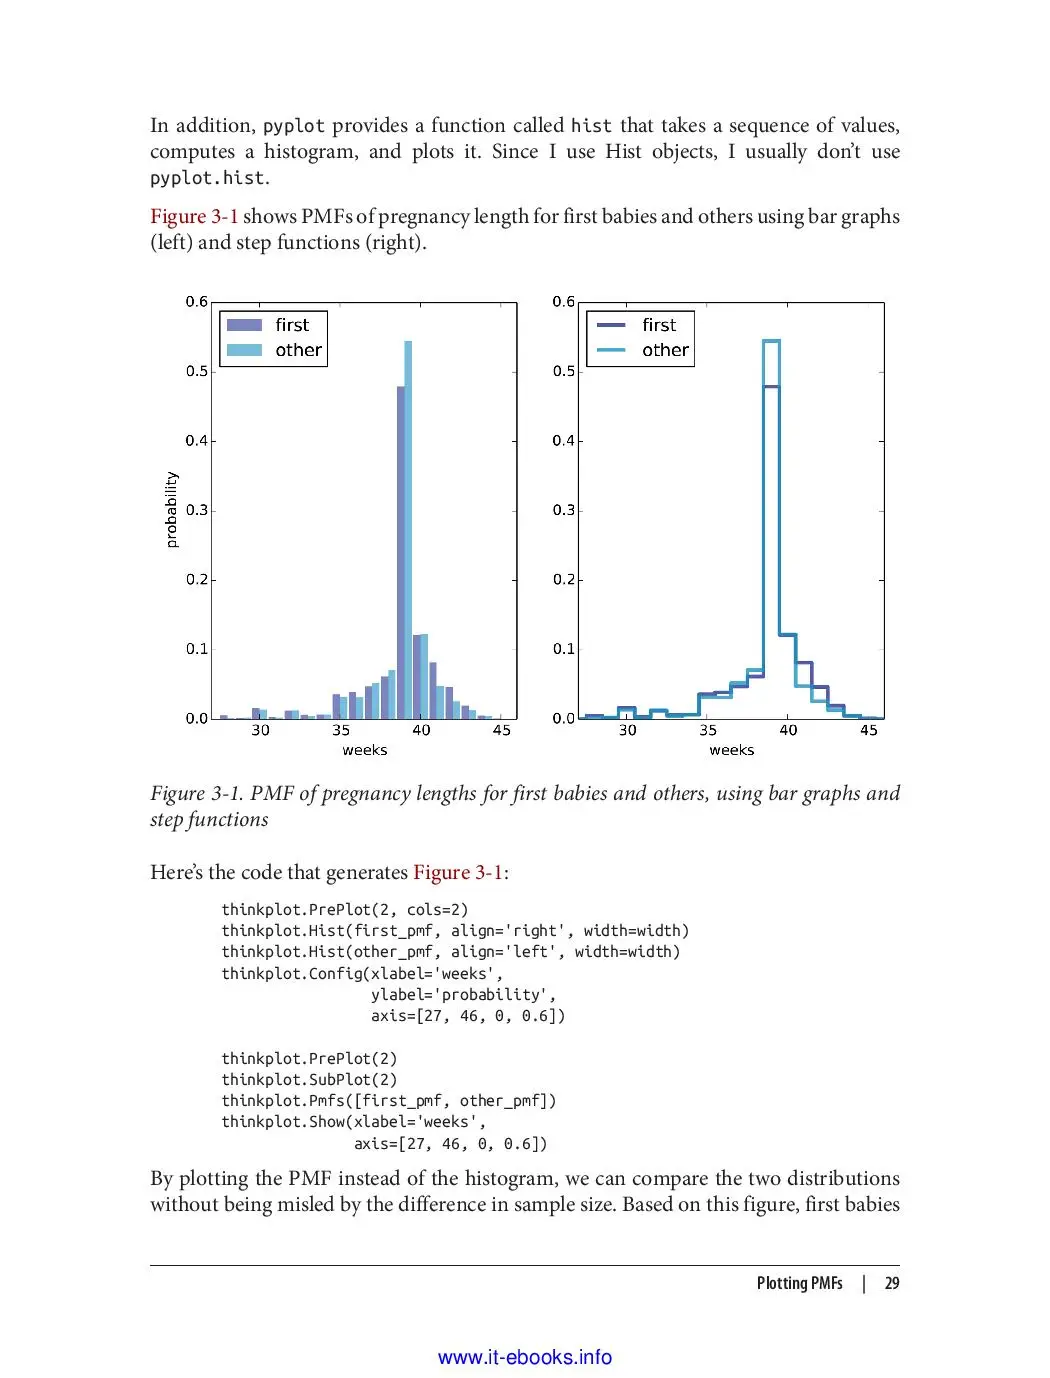 In addition, pyplot provides a function called hist that takes a sequence of values,
computes a histogram, and plots it. Since I use Hist objects, I usually don’t use
pyplot.hist.
Figure 3-1 shows PMFs of pregnancy length for first babies and others using bar graphs
(left) and step functions (right).
0.6
0.5
0.4
0.3
0.2
0.1
0.0
probability
first
other
30 35 40 45
weeks
0.6
0.5
0.4
0.3
0.2
0.1
0.0
first
other
30 35 40 45
weeks
Figure 3-1. PMF of pregnancy lengths for first babies and others, using bar graphs and
step functions
Here’s the code that generates Figure 3-1:
thinkplot.PrePlot(2, cols=2)
thinkplot.Hist(first_pmf, align='right', width=width)
thinkplot.Hist(other_pmf, align='left', width=width)
thinkplot.Config(xlabel='weeks',
                 ylabel='probability',
                 axis=[27, 46, 0, 0.6])
thinkplot.PrePlot(2)
thinkplot.SubPlot(2)
thinkplot.Pmfs([first_pmf, other_pmf])
thinkplot.Show(xlabel='weeks',
               axis=[27, 46, 0, 0.6])
By plotting the PMF instead of the histogram, we can compare the two distributions
without being misled by the difference in sample size. Based on this figure, first babies
Plotting PMFs | 29
www.it-ebooks.info